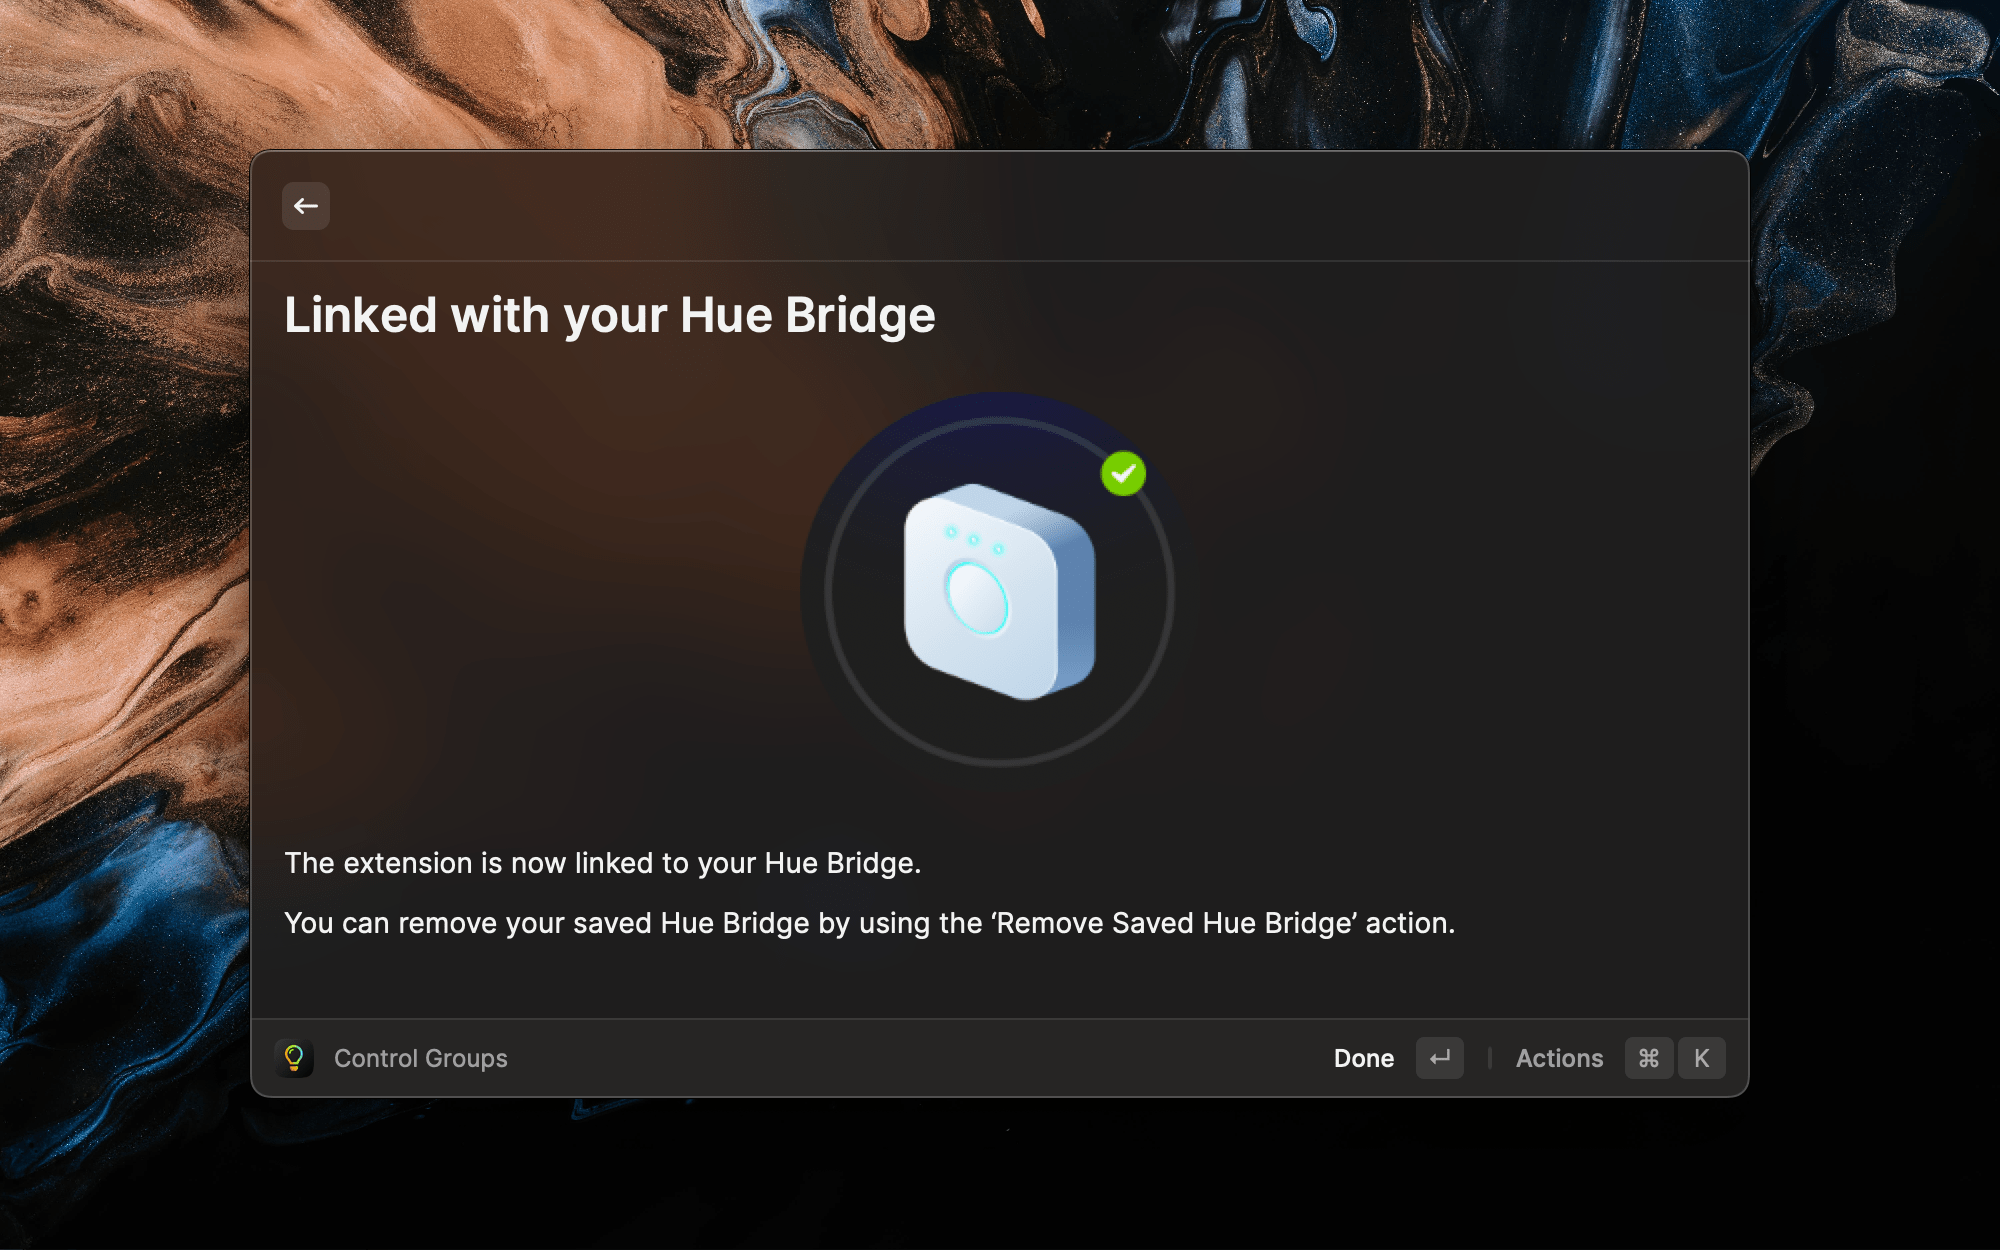 Linked with your Hue Bridge
The extension is now linked to your Hue Bridge.
You can remove your saved Hue Bridge by using the ‘Remove Saved Hue Bridge’ action.
Control Groups
Done ↵ | Actions ⌘ K